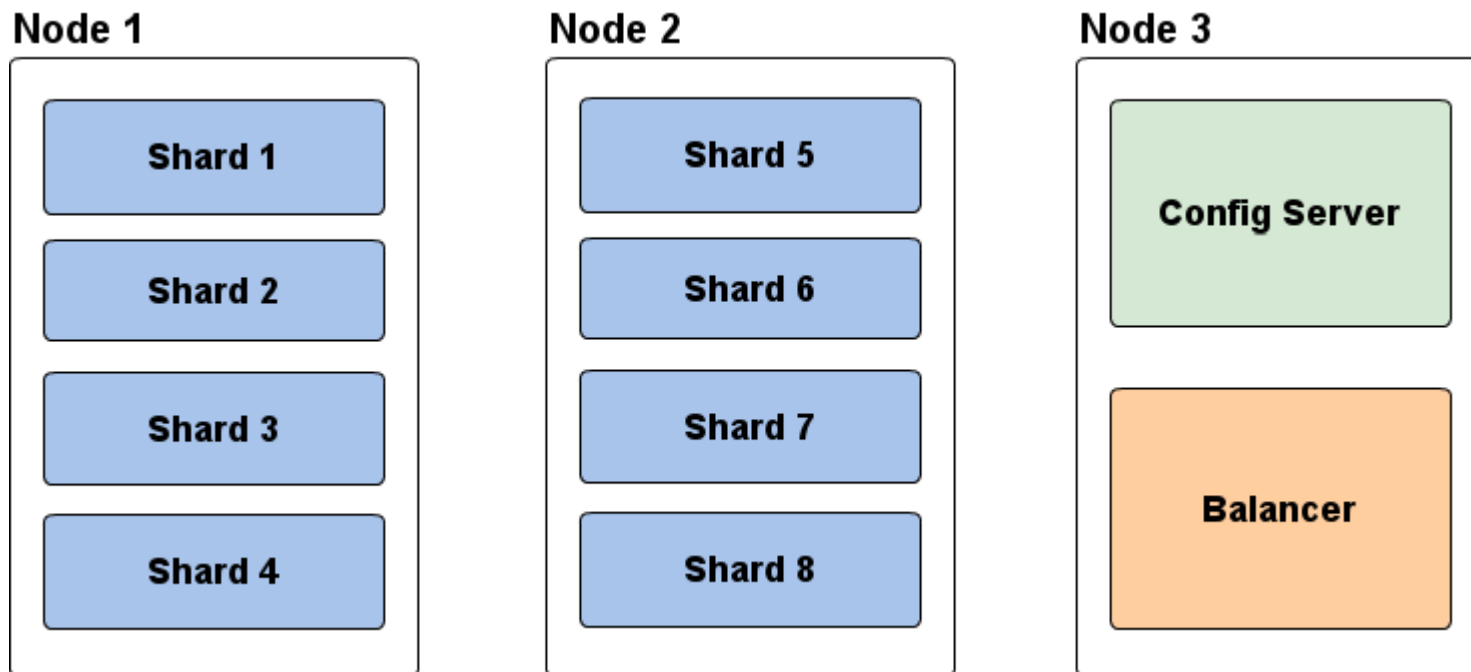 Node 1
Shard 1
Shard 2
Shard 3
Shard 4
Node 2
Shard 5
Shard 6
Shard 7
Shard 8
Node 3
Config Server
Balancer